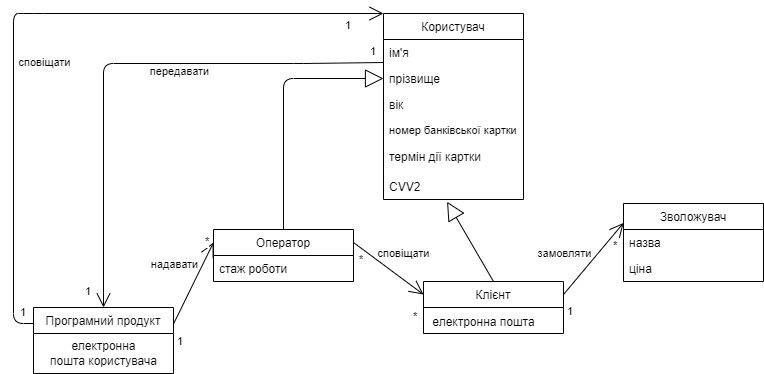 Користувач
1
1
ім'я
сповіщати
передавати
прізвище
вік
номер банківської картки
термін дії картки
CVV2
Зволожувач
Оператор
назва
*
*
сповіщати
замовляти
*
надавати
стаж роботи
ціна
1
Клієнт
1
Програмний продукт
*
1
електронна пошта
1
електронна
пошта користувача